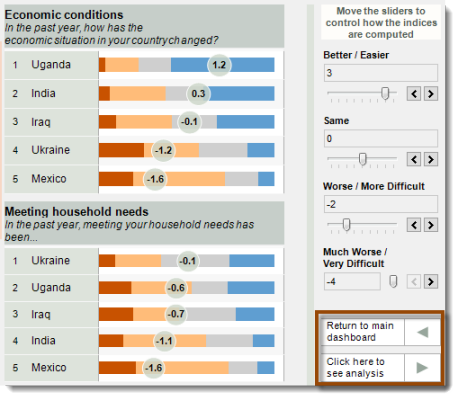 Economic conditions
In the past year, how has the
economic situation in your country changed?
1 Uganda 1.2
2 India 0.3
3 Iraq -0.1
4 Ukraine -1.2
5 Mexico -1.6
Meeting household needs
In the past year, meeting your household needs has
been...
1 Ukraine -0.1
2 Uganda -0.6
3 Iraq -0.7
4 India -1.1
5 Mexico -1.6
Move the sliders to
control how the indices
are computed
Better / Easier
3
Same
0
Worse / More Difficult
-2
Much Worse /
Very Difficult
-4
Return to main
dashboard
Click here to
see analysis